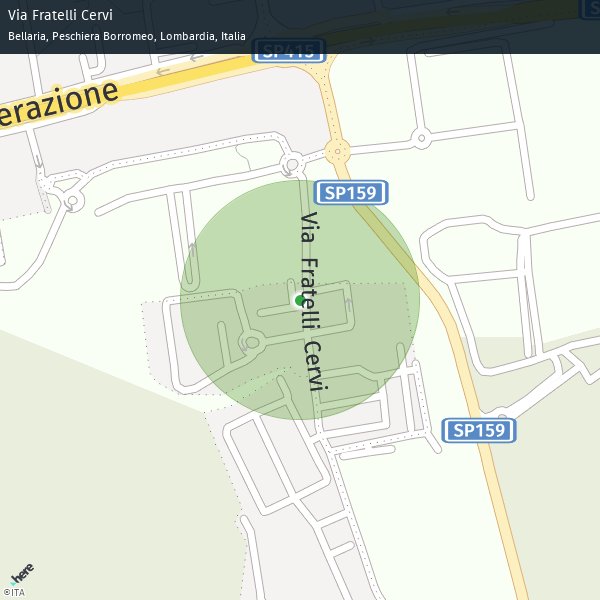 Via Fratelli Cervi
Bellaria, Peschiera Borromeo, Lombardia, Italia
SP415
erazione
SP159
Via Fratelli Cervi
SP159
here
©ITA